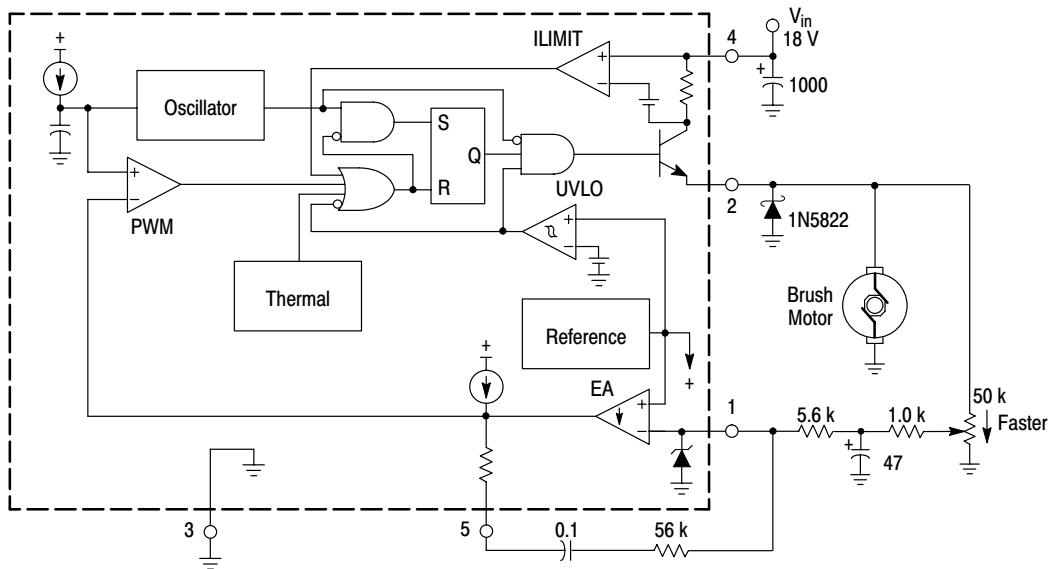 +
Oscillator
ILIMIT
+
−
4
Vin
18 V
+
1000
S
Q
R
+
−
PWM
UVLO
+
−
2
1N5822
Thermal
Brush
Motor
Reference
+
+
EA
+
−
1
5.6 k
1.0 k
50 k
Faster
+
47
3
5
0.1
56 k